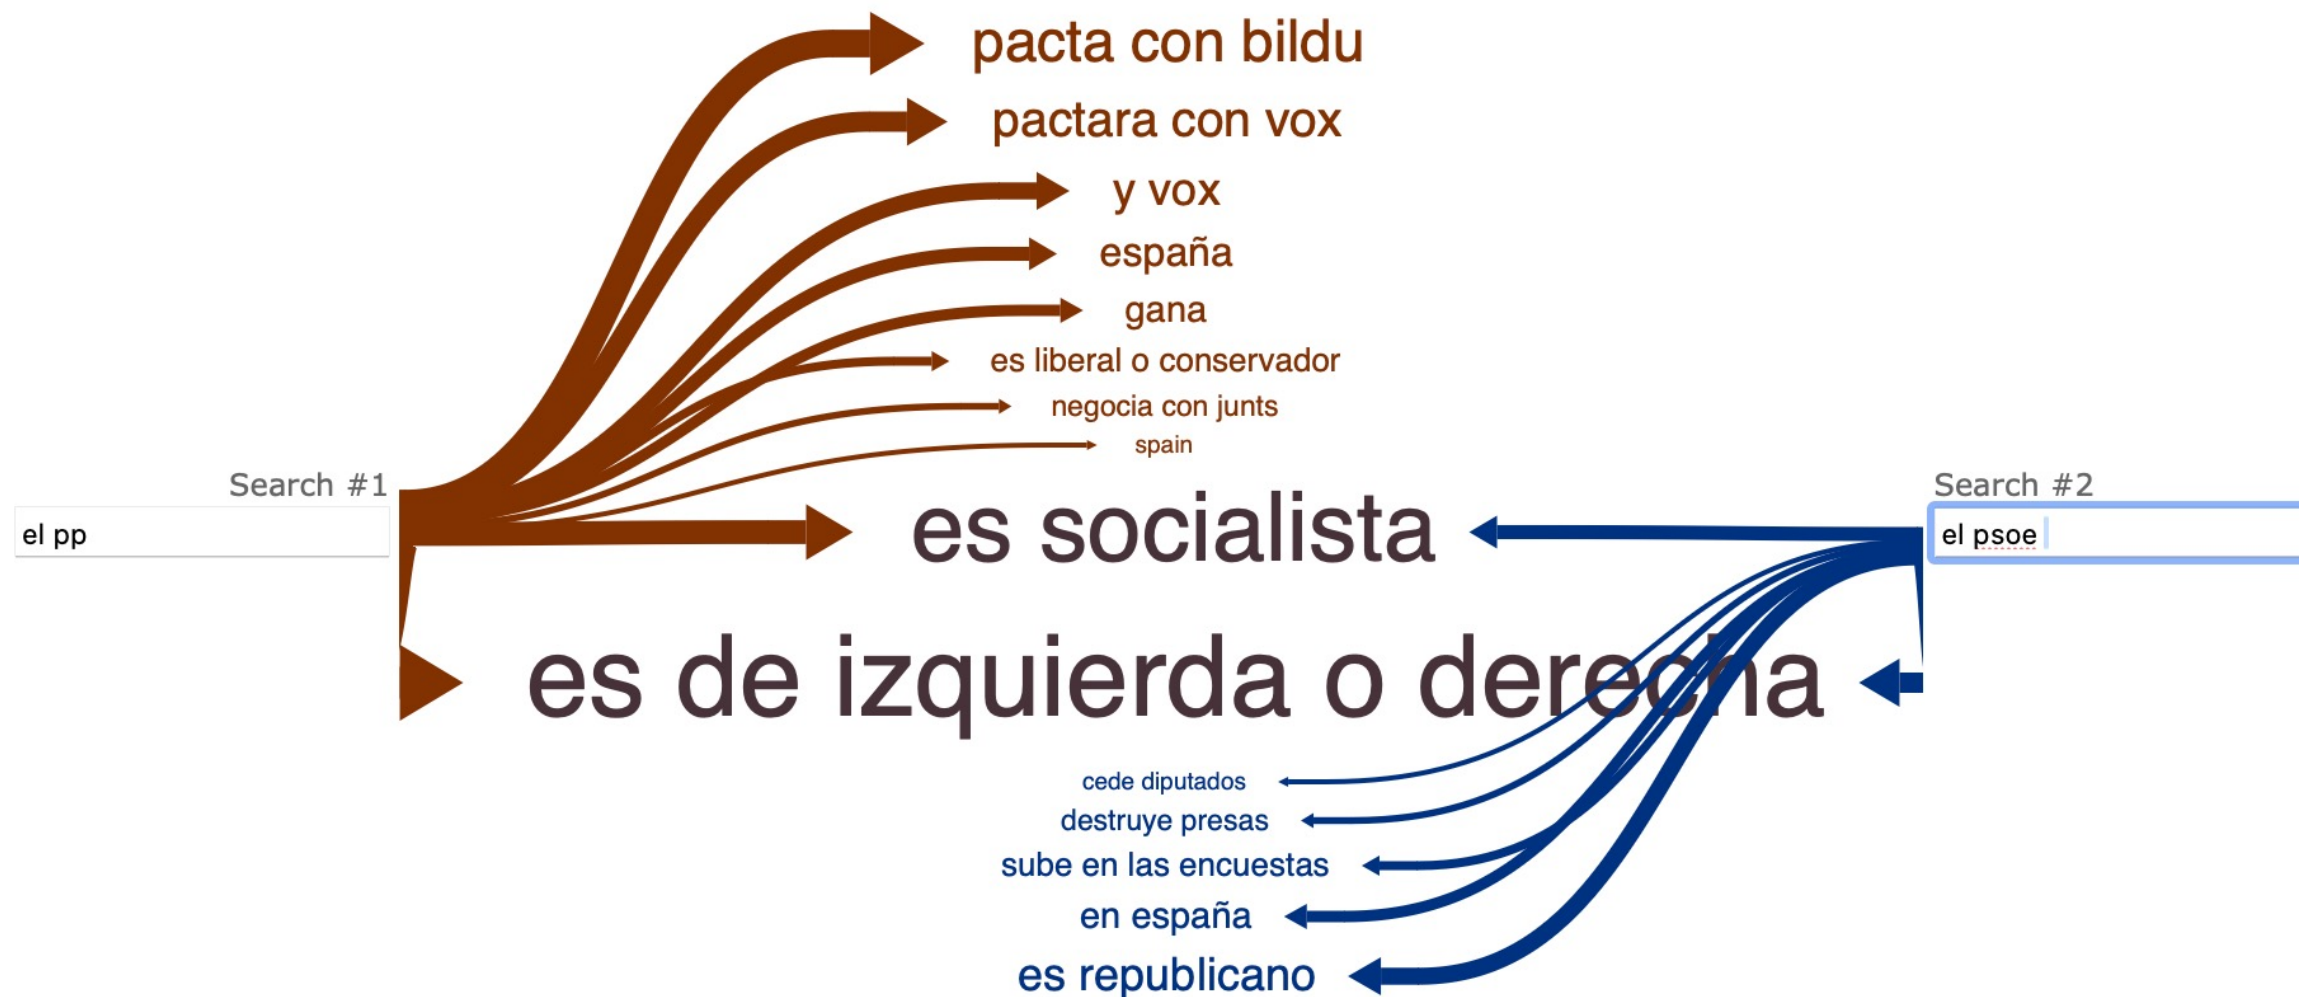 pacta con bildu
pactara con vox
y vox
españa
gana
es liberal o conservador
negocia con junts
spain
Search #1
el pp
es socialista
Search #2
el psoe
es de izquierda o derecha
cede diputados
destruye presas
sube en las encuestas
en españa
es republicano